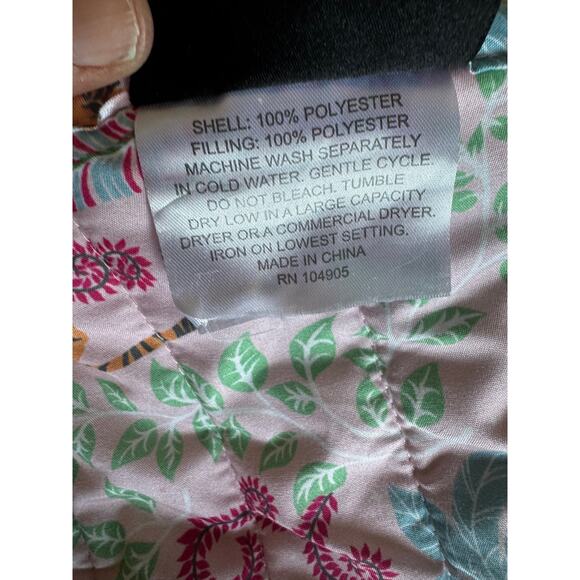 SHELL: 100% POLYESTER
FILLING: 100% POLYESTER
MACHINE WASH SEPARATELY
IN COLD WATER. GENTLE CYCLE
DO NOT BLEACH. TUMBLE
DRY LOW IN A LARGE CAPACITY
DRYER OR A COMMERCIAL DRYER.
IRON ON LOWEST SETTING.
MADE IN CHINA
RN 104905